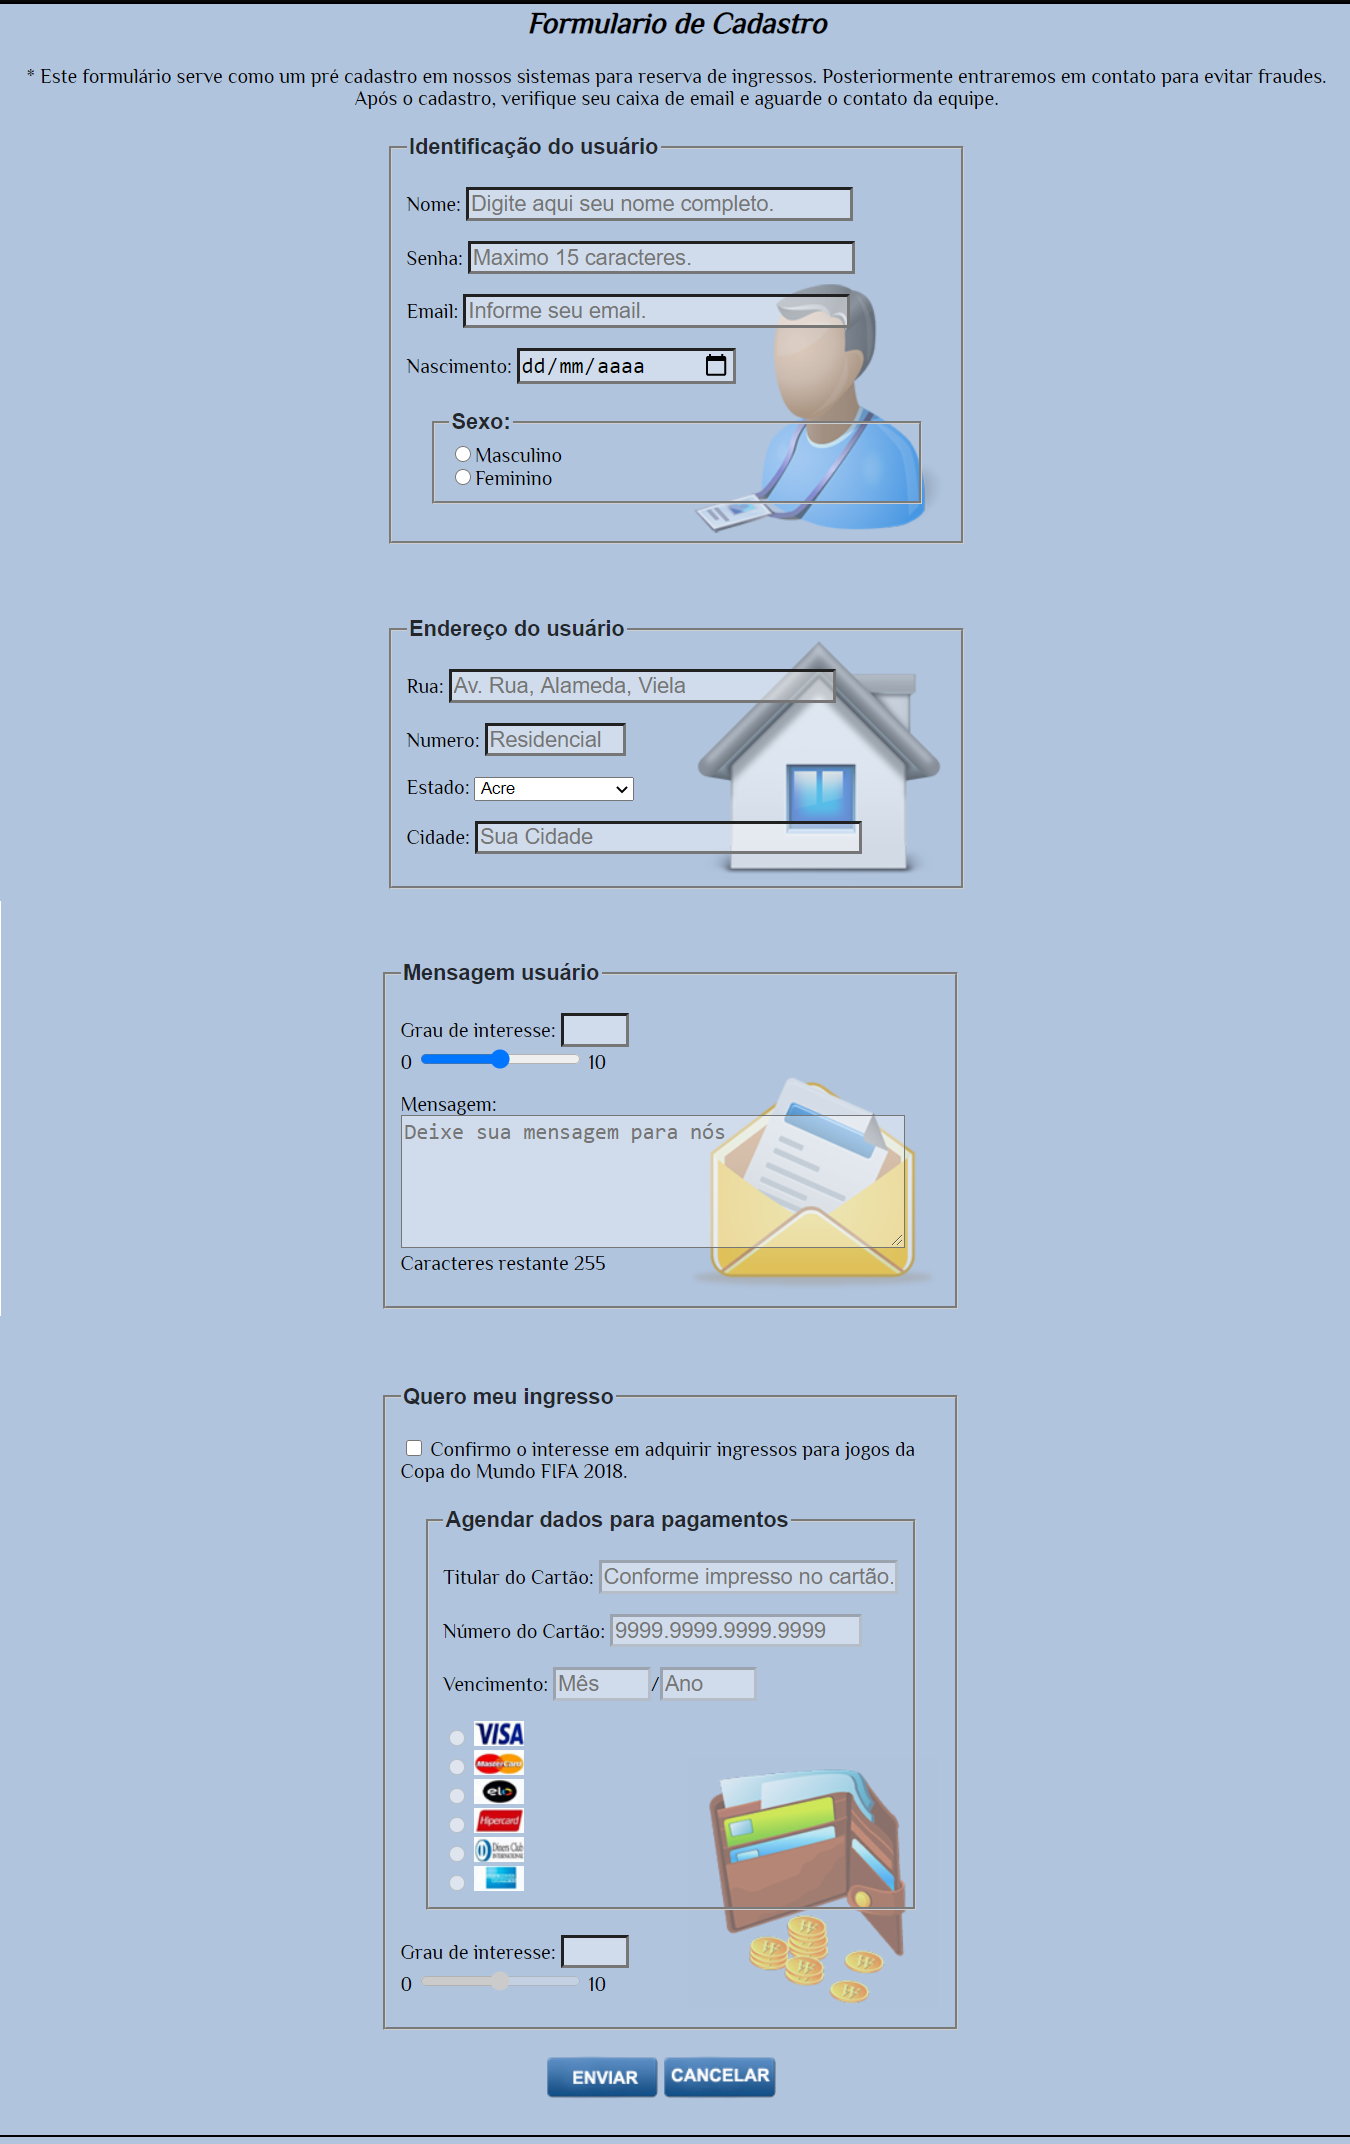 Formulario de Cadastro
* Este formulário serve como um pré cadastro em nossos sistemas para reserva de ingressos. Posteriormente entraremos em contato para evitar fraudes.
Após o cadastro, verifique seu caixa de email e aguarde o contato da equipe.
Identificação do usuário
Nome: Digite aqui seu nome completo.
Senha: Maximo 15 caracteres.
Email: Informe seu email.
Nascimento: dd/mm/aaaa
Sexo:
Masculino
Feminino
Endereço do usuário
Rua: Av. Rua, Alameda, Viela
Numero: Residencial
Estado: Acre
Cidade: Sua Cidade
Mensagem usuário
Grau de interesse:
0 10
Mensagem:
Deixe sua mensagem para nós
Caracteres restante 255
Quero meu ingresso
Confirmo o interesse em adquirir ingressos para jogos da
Copa do Mundo FIFA 2018.
Agendar dados para pagamentos
Titular do Cartão: Conforme impresso no cartão.
Número do Cartão: 9999.9999.9999.9999
Vencimento: Mês / Ano
VISA
MasterCard
elo
Hipercard
Diners Club
INTERNATIONAL
Grau de interesse:
0 10
ENVIAR CANCELAR